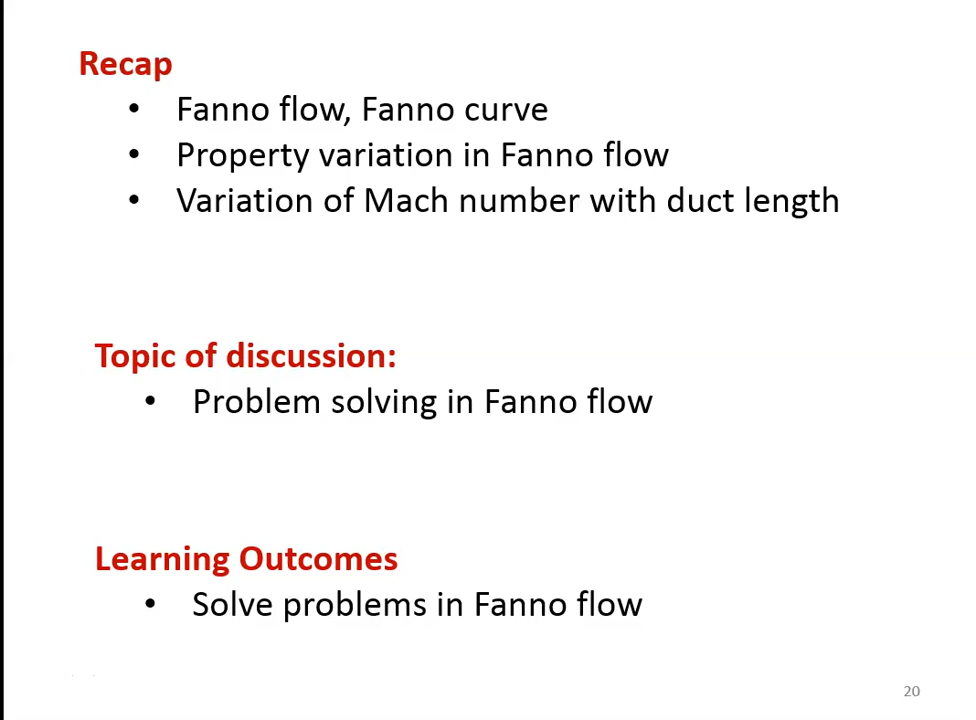 Recap
• Fanno flow, Fanno curve
• Property variation in Fanno flow
• Variation of Mach number with duct length
Topic of discussion:
• Problem solving in Fanno flow
Learning Outcomes
• Solve problems in Fanno flow
20